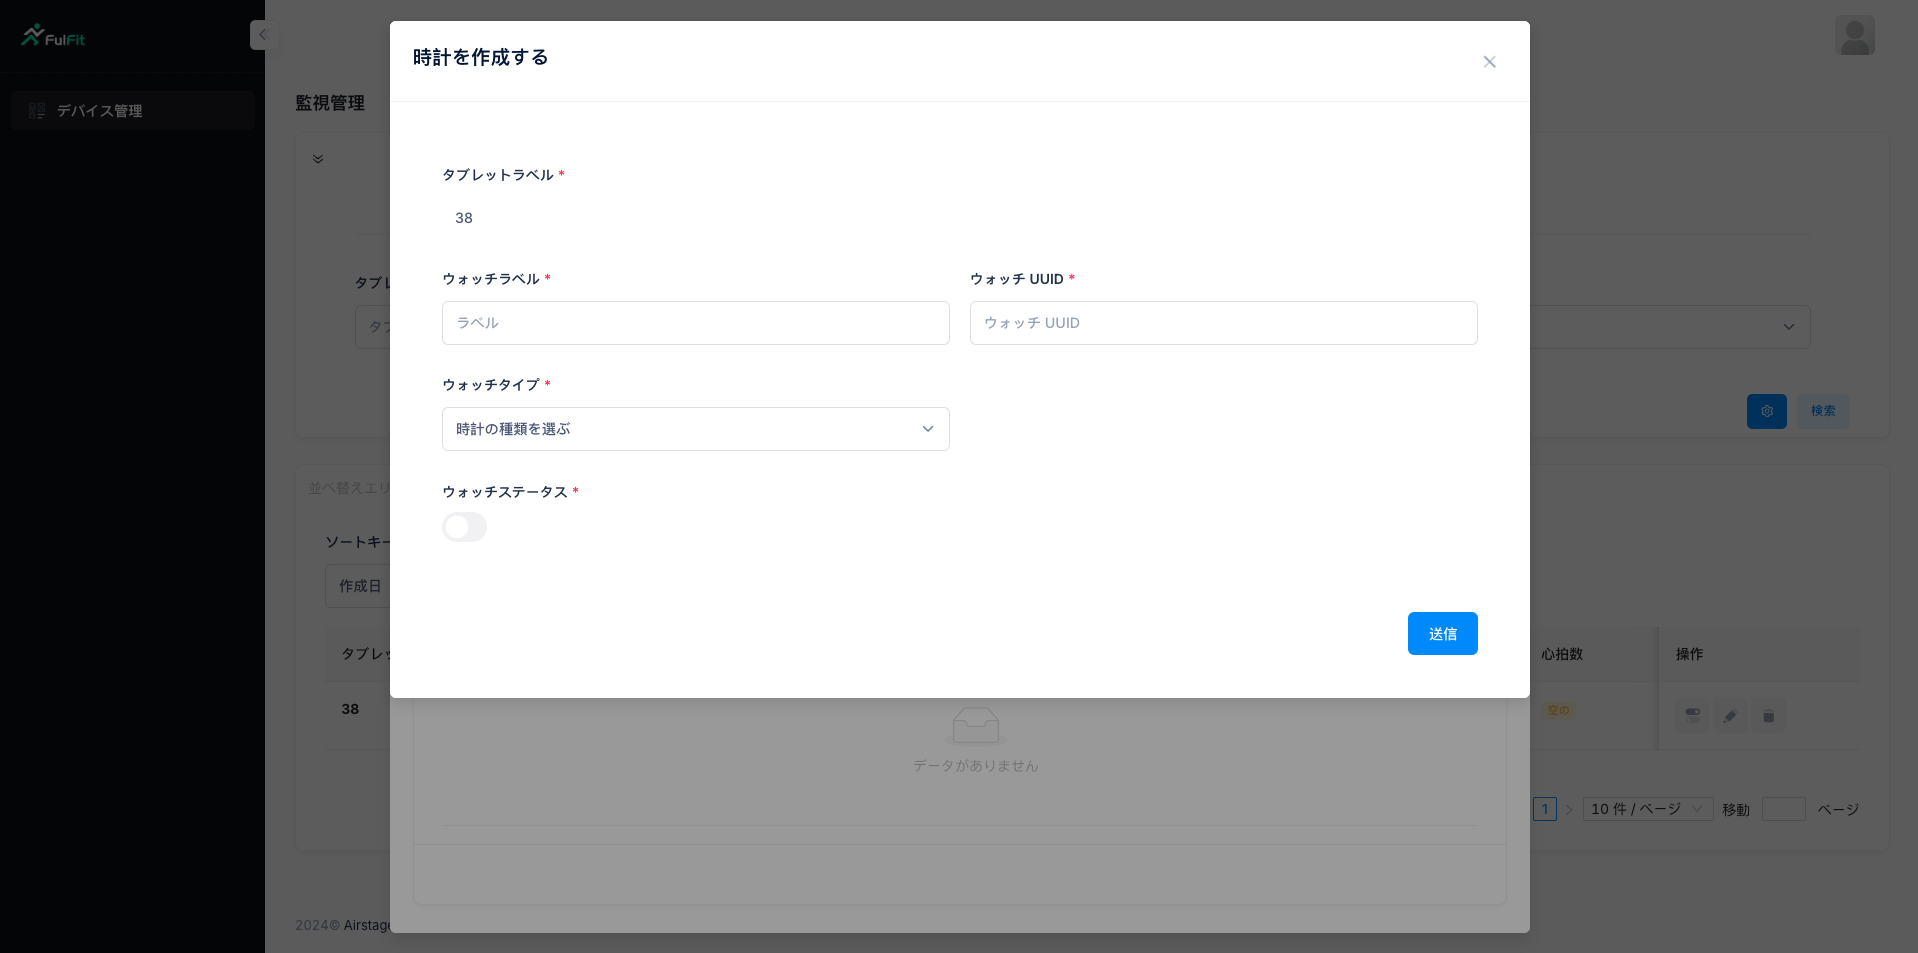 FulFit
デバイス管理
監視管理
時計を作成する
タブレットラベル *
38
ウォッチラベル *
ウォッチ UUID *
ラベル
ウォッチ UUID
ウォッチタイプ *
時計の種類を選ぶ
ウォッチステータス *
送信
検索
並べ替えエリ
ソートキー
作成日
タブレッ
心拍数
操作
38
空の
データがありません
1
10 件 / ページ
移動
ページ
2024© Airstage